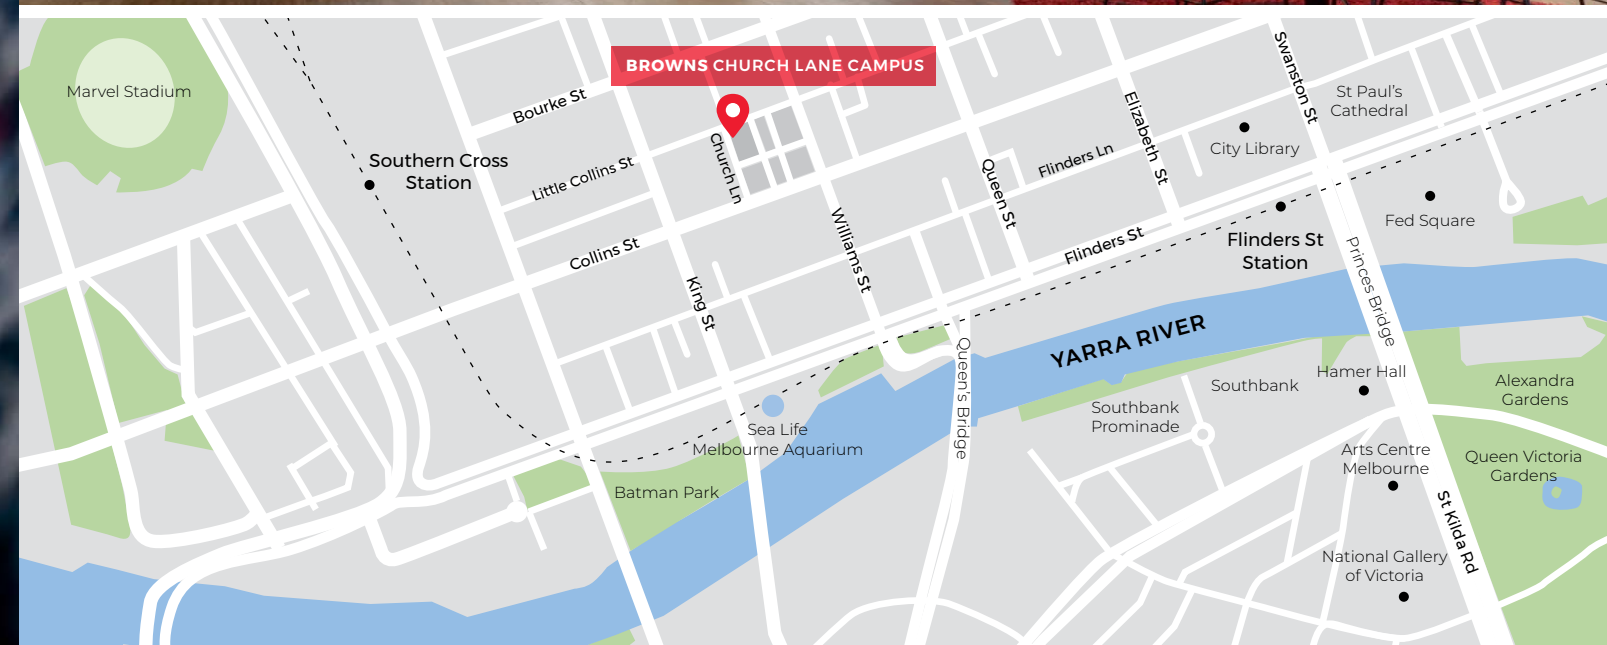 BROWNS CHURCH LANE CAMPUS
Marvel Stadium
Southern Cross
Station
Bourke St
Little Collins St
Collins St
Church Ln
King St
Williams St
Queen St
Elizabeth St
Swanston St
Flinders Ln
Flinders St
St Paul's
Cathedral
City Library
Fed Square
Flinders St
Station
Princes Bridge
YARRA RIVER
Queen's Bridge
Sea Life
Melbourne Aquarium
Batman Park
Southbank
Prominade
Southbank
Hamer Hall
Alexandra
Gardens
Arts Centre
Melbourne
Queen Victoria
Gardens
St Kilda Rd
National Gallery
of Victoria